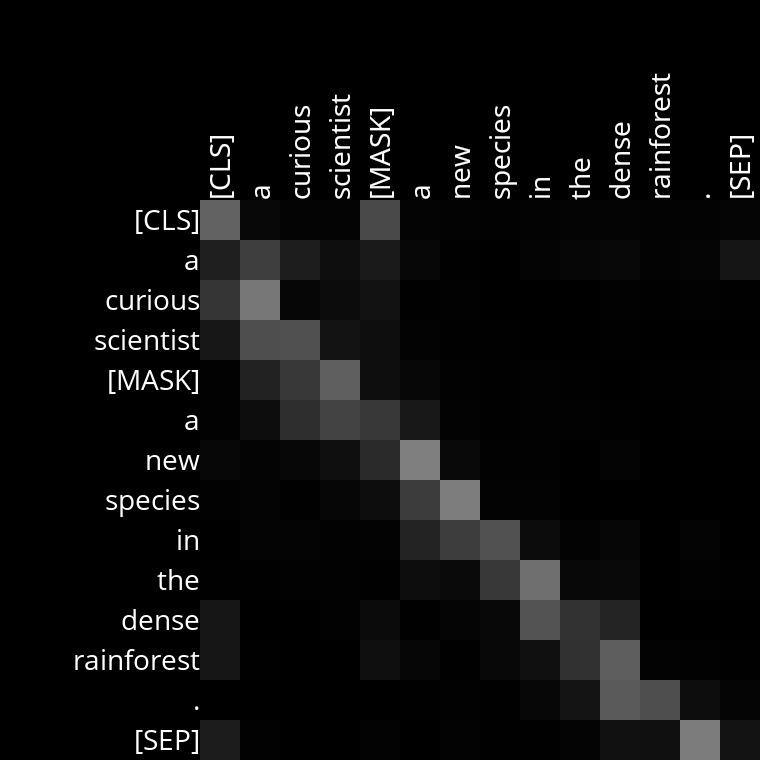 [CLS] a curious scientist [MASK] a new species in the dense rainforest . [SEP]
[CLS]
a
curious
scientist
[MASK]
a
new
species
in
the
dense
rainforest
.
[SEP]